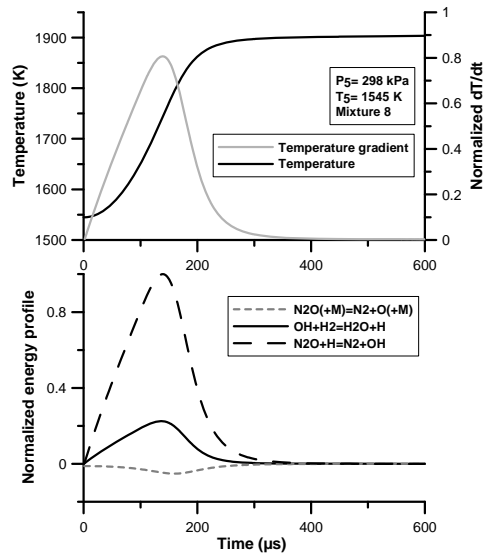 Temperature (K)
1900
1800
1700
1600
1500
1
0.8
0.6
0.4
0.2
0
Normalized dT/dt
P5= 298 kPa
T5= 1545 K
Mixture 8
Temperature gradient
Temperature
0
200
400
600
Normalized energy profile
0.8
0.4
0
N2O(+M)=N2+O(+M)
OH+H2=H2O+H
N2O+H=N2+OH
0
200
400
600
Time (µs)